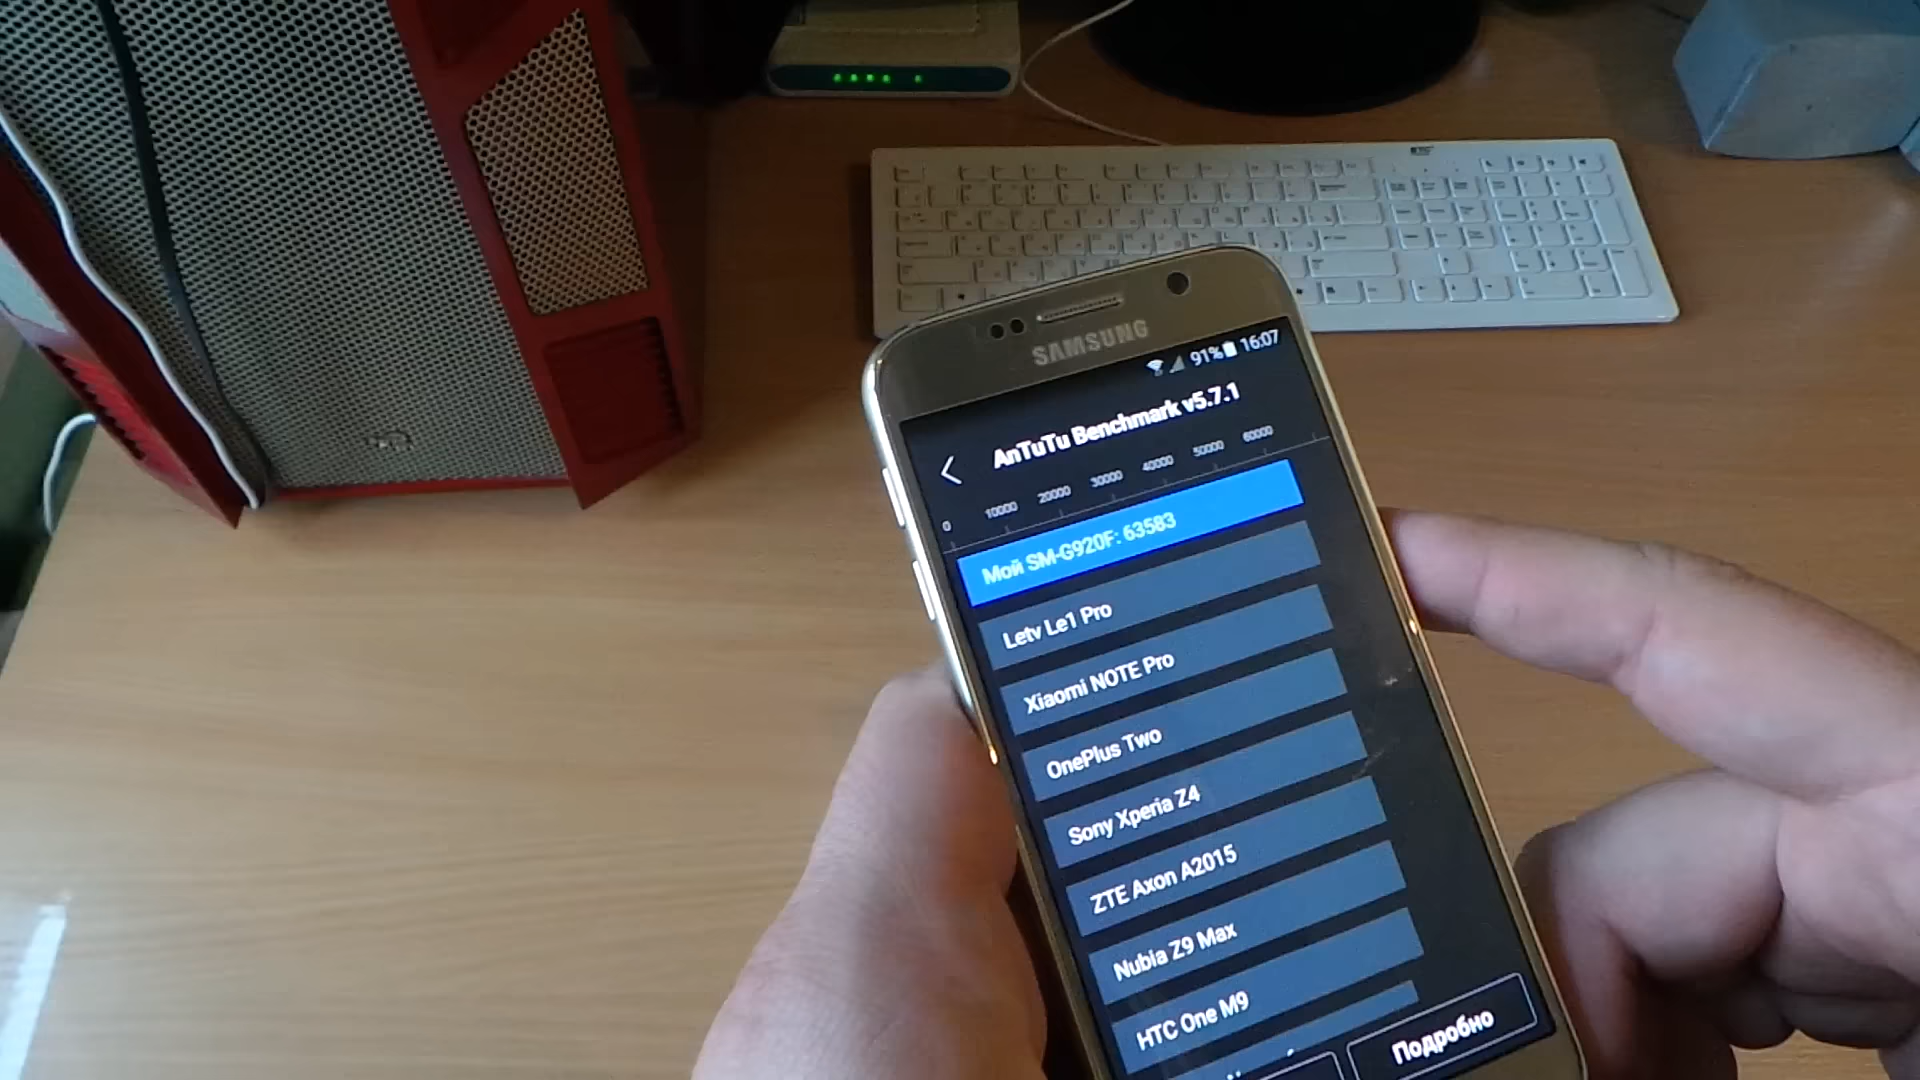 SAMSUNG
91% 16:07
AnTuTu Benchmark v5.7.1
0 10000 20000 30000 40000 50000 60000
Мой SM-G920F: 63583
Letv Le1 Pro
Xiaomi NOTE Pro
OnePlus Two
Sony Xperia Z4
ZTE Axon A2015
Nubia Z9 Max
HTC One M9
Подробно